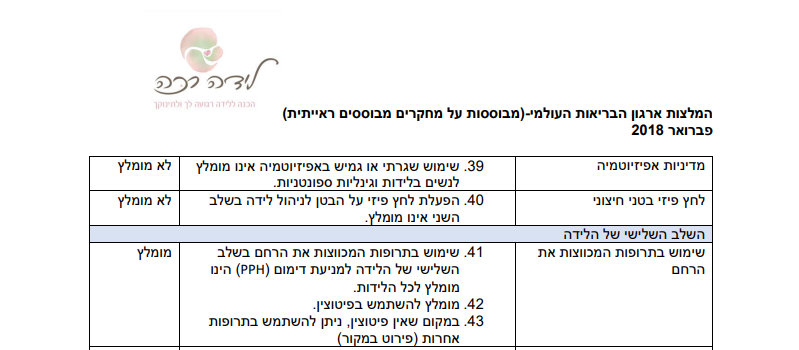 לידה רכה
הכנה ללידה רגועה לך ולתינוקך
המלצות ארגון הבריאות העולמי-(מבוססות על מחקרים מבוססים ראייתית)
פברואר 2018
מדיניות אפיזיוטמיה
39. שימוש שגרתי או גמיש באפיזיוטמיה אינו מומלץ
לנשים בלידות וגינליות ספונטניות.
לא מומלץ
לחץ פיזי בטני חיצוני
40. הפעלת לחץ פיזי על הבטן לניהול לידה בשלב
השני אינו מומלץ.
לא מומלץ
השלב השלישי של הלידה
שימוש בתרופות המכווצות את
הרחם
41. שימוש בתרופות המכווצות את הרחם בשלב
השלישי של הלידה למניעת דימום (PPH) הינו
מומלץ לכל הלידות.
42. מומלץ להשתמש בפיטוצין.
43. במקום שאין פיטוצין, ניתן להשתמש בתרופות
אחרות (פירוט במקור)
מומלץ